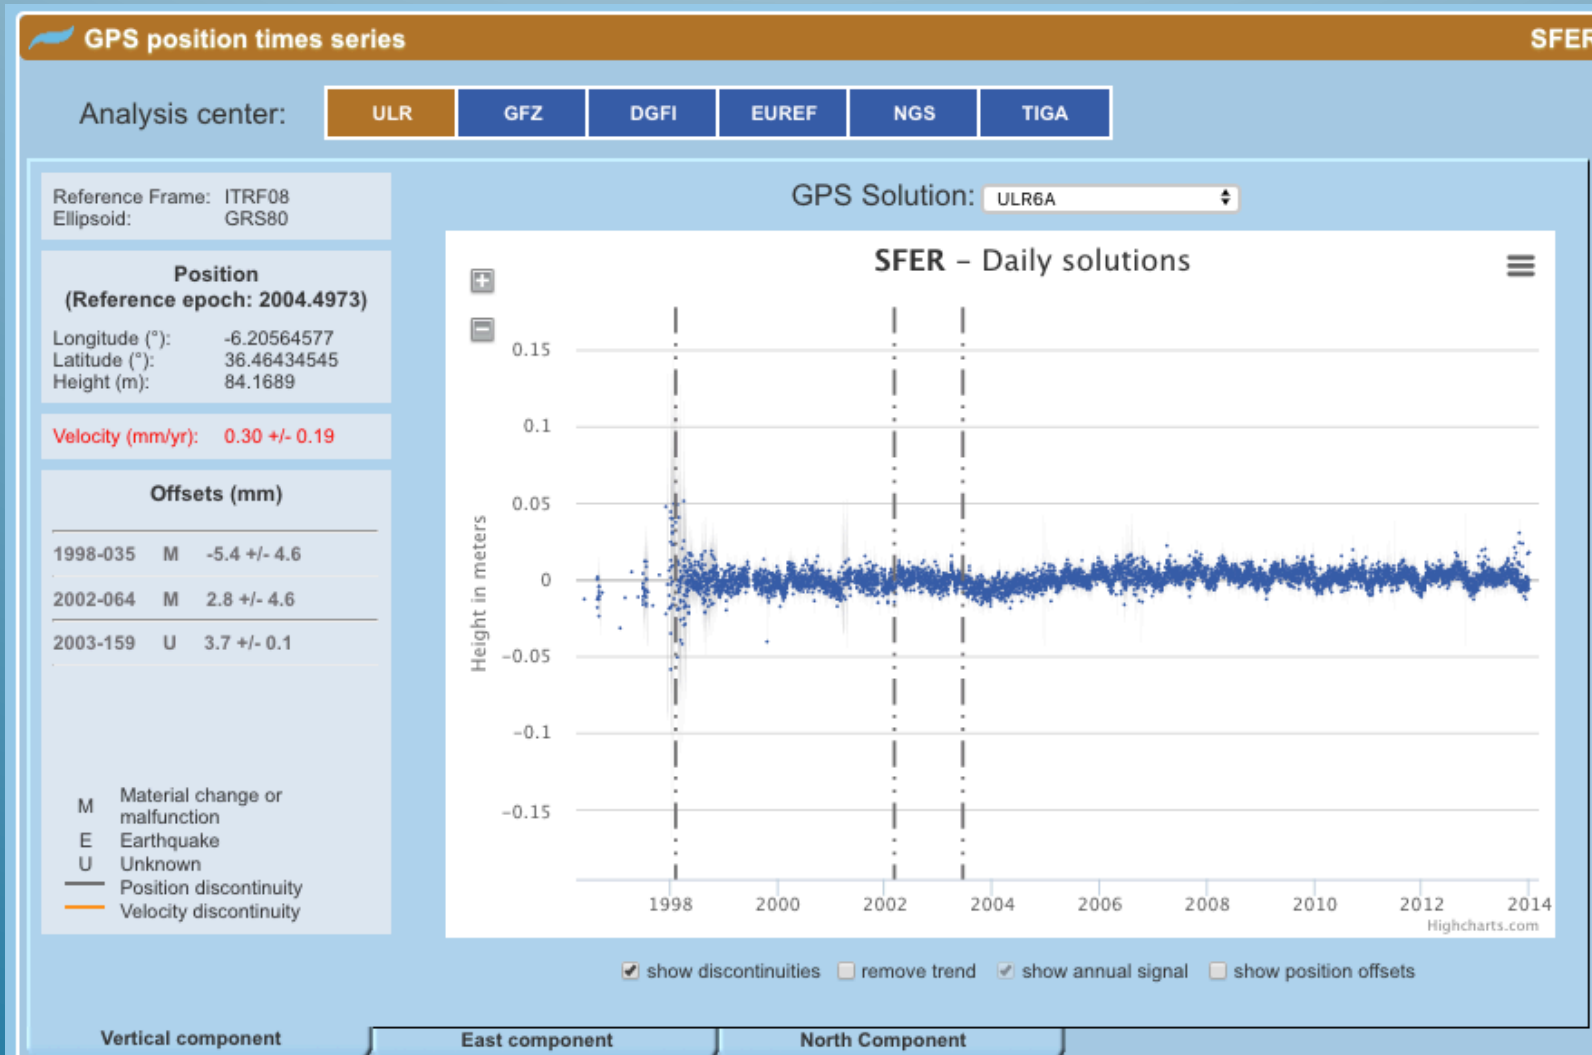 GPS position times series
SFER
Analysis center:
ULR
GFZ
DGFI
EUREF
NGS
TIGA
Reference Frame: ITRF08
Ellipsoid: GRS80
Position
(Reference epoch: 2004.4973)
Longitude (°): -6.20564577
Latitude (°): 36.46434545
Height (m): 84.1689
Velocity (mm/yr): 0.30 +/- 0.19
Offsets (mm)
1998-035 M -5.4 +/- 4.6
2002-064 M 2.8 +/- 4.6
2003-159 U 3.7 +/- 0.1
M Material change or
malfunction
E Earthquake
U Unknown
Position discontinuity
Velocity discontinuity
GPS Solution: ULR6A
SFER – Daily solutions
0.15
0.1
0.05
0
-0.05
-0.1
-0.15
Height in meters
1998 2000 2002 2004 2006 2008 2010 2012 2014
Highcharts.com
show discontinuities remove trend show annual signal show position offsets
Vertical component
East component
North Component